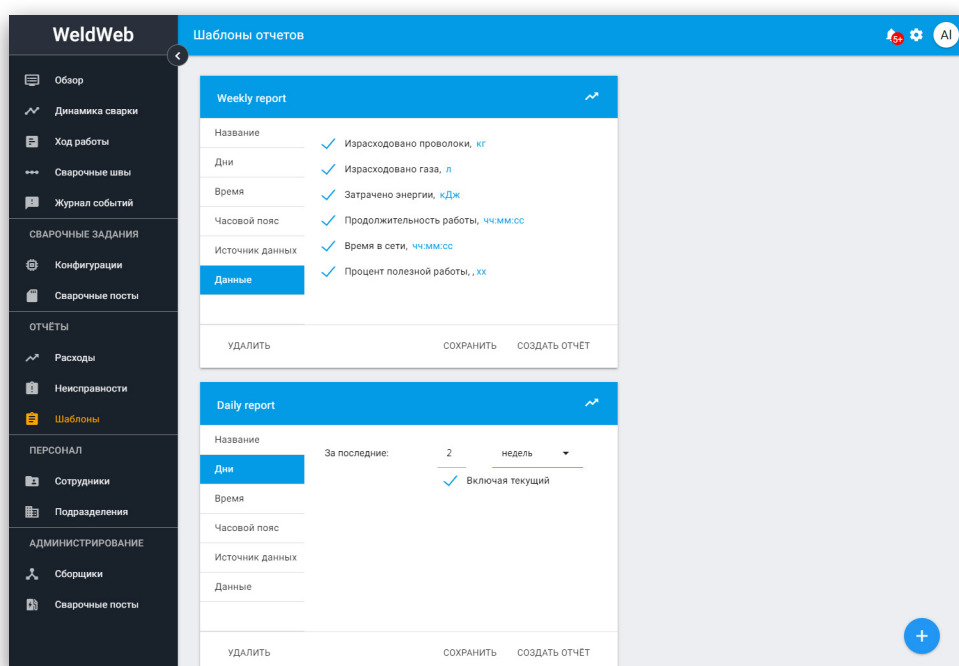 WeldWeb
Шаблоны отчетов
5+
AI
Обзор
Динамика сварки
Ход работы
Сварочные швы
Журнал событий
СВАРОЧНЫЕ ЗАДАНИЯ
Конфигурации
Сварочные посты
ОТЧЁТЫ
Расходы
Неисправности
Шаблоны
ПЕРСОНАЛ
Сотрудники
Подразделения
АДМИНИСТРИРОВАНИЕ
Сборщики
Сварочные посты
Weekly report
Название
Дни
Время
Часовой пояс
Источник данных
Данные
Израсходовано проволоки, кг
Израсходовано газа, л
Затрачено энергии, кДж
Продолжительность работы, чч:мм:сс
Время в сети, чч:мм:сс
Процент полезной работы, , хх
УДАЛИТЬ СОХРАНИТЬ СОЗДАТЬ ОТЧЁТ
Daily report
Название
Дни
Время
Часовой пояс
Источник данных
Данные
За последние: 2 недель
Включая текущий
УДАЛИТЬ СОХРАНИТЬ СОЗДАТЬ ОТЧЁТ